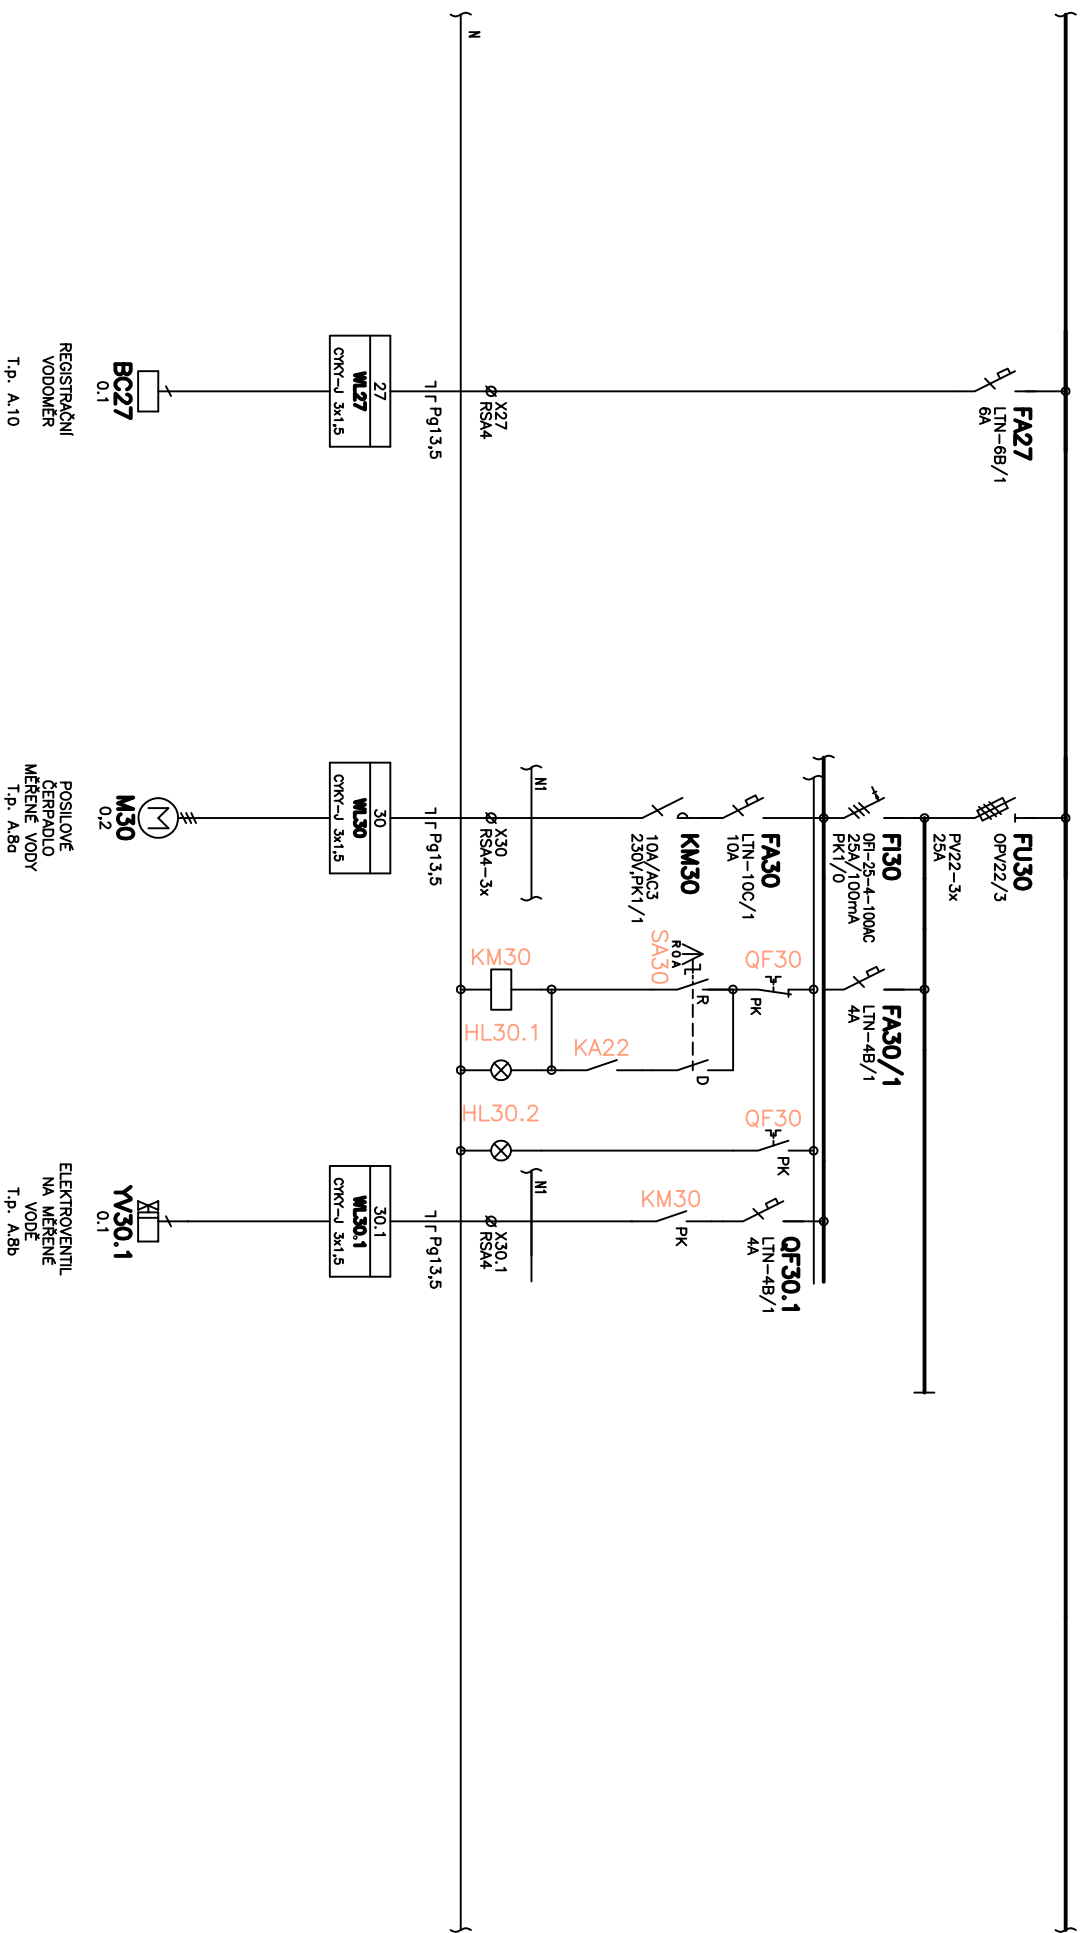 N
FA27
LTN-6B/1
6A
X27
RSA4
Pg13,5
27
WL27
CYKY-J 3x1,5
BC27
0.1
REGISTRAČNÍ
VODOMĚR
T.p. A.10
FU30
OPV22/3
PV22-3x
25A
FI30
OFI-25-4-100AC
25A/100mA
PK1/0
FA30
LTN-10C/1
10A
KM30
10A/AC3
230V,PK1/1
N1
X30
RSA4-3x
Pg13,5
30
WL30
CYKY-J 3x1,5
M
M30
0,2
POSILOVÉ
ČERPADLO
MĚŘENÉ VODY
T.p. A.8a
FA30/1
LTN-4B/1
4A
QF30
PK
SA30
R 0 A
R
D
KM30
KA22
HL30.1
QF30
PK
HL30.2
QF30.1
LTN-4B/1
4A
KM30
PK
N1
X30.1
RSA4
Pg13,5
30.1
WL30.1
CYKY-J 3x1,5
YV30.1
0.1
ELEKTROVENTIL
NA MĚŘENÉ
VODĚ
T.p. A.8b